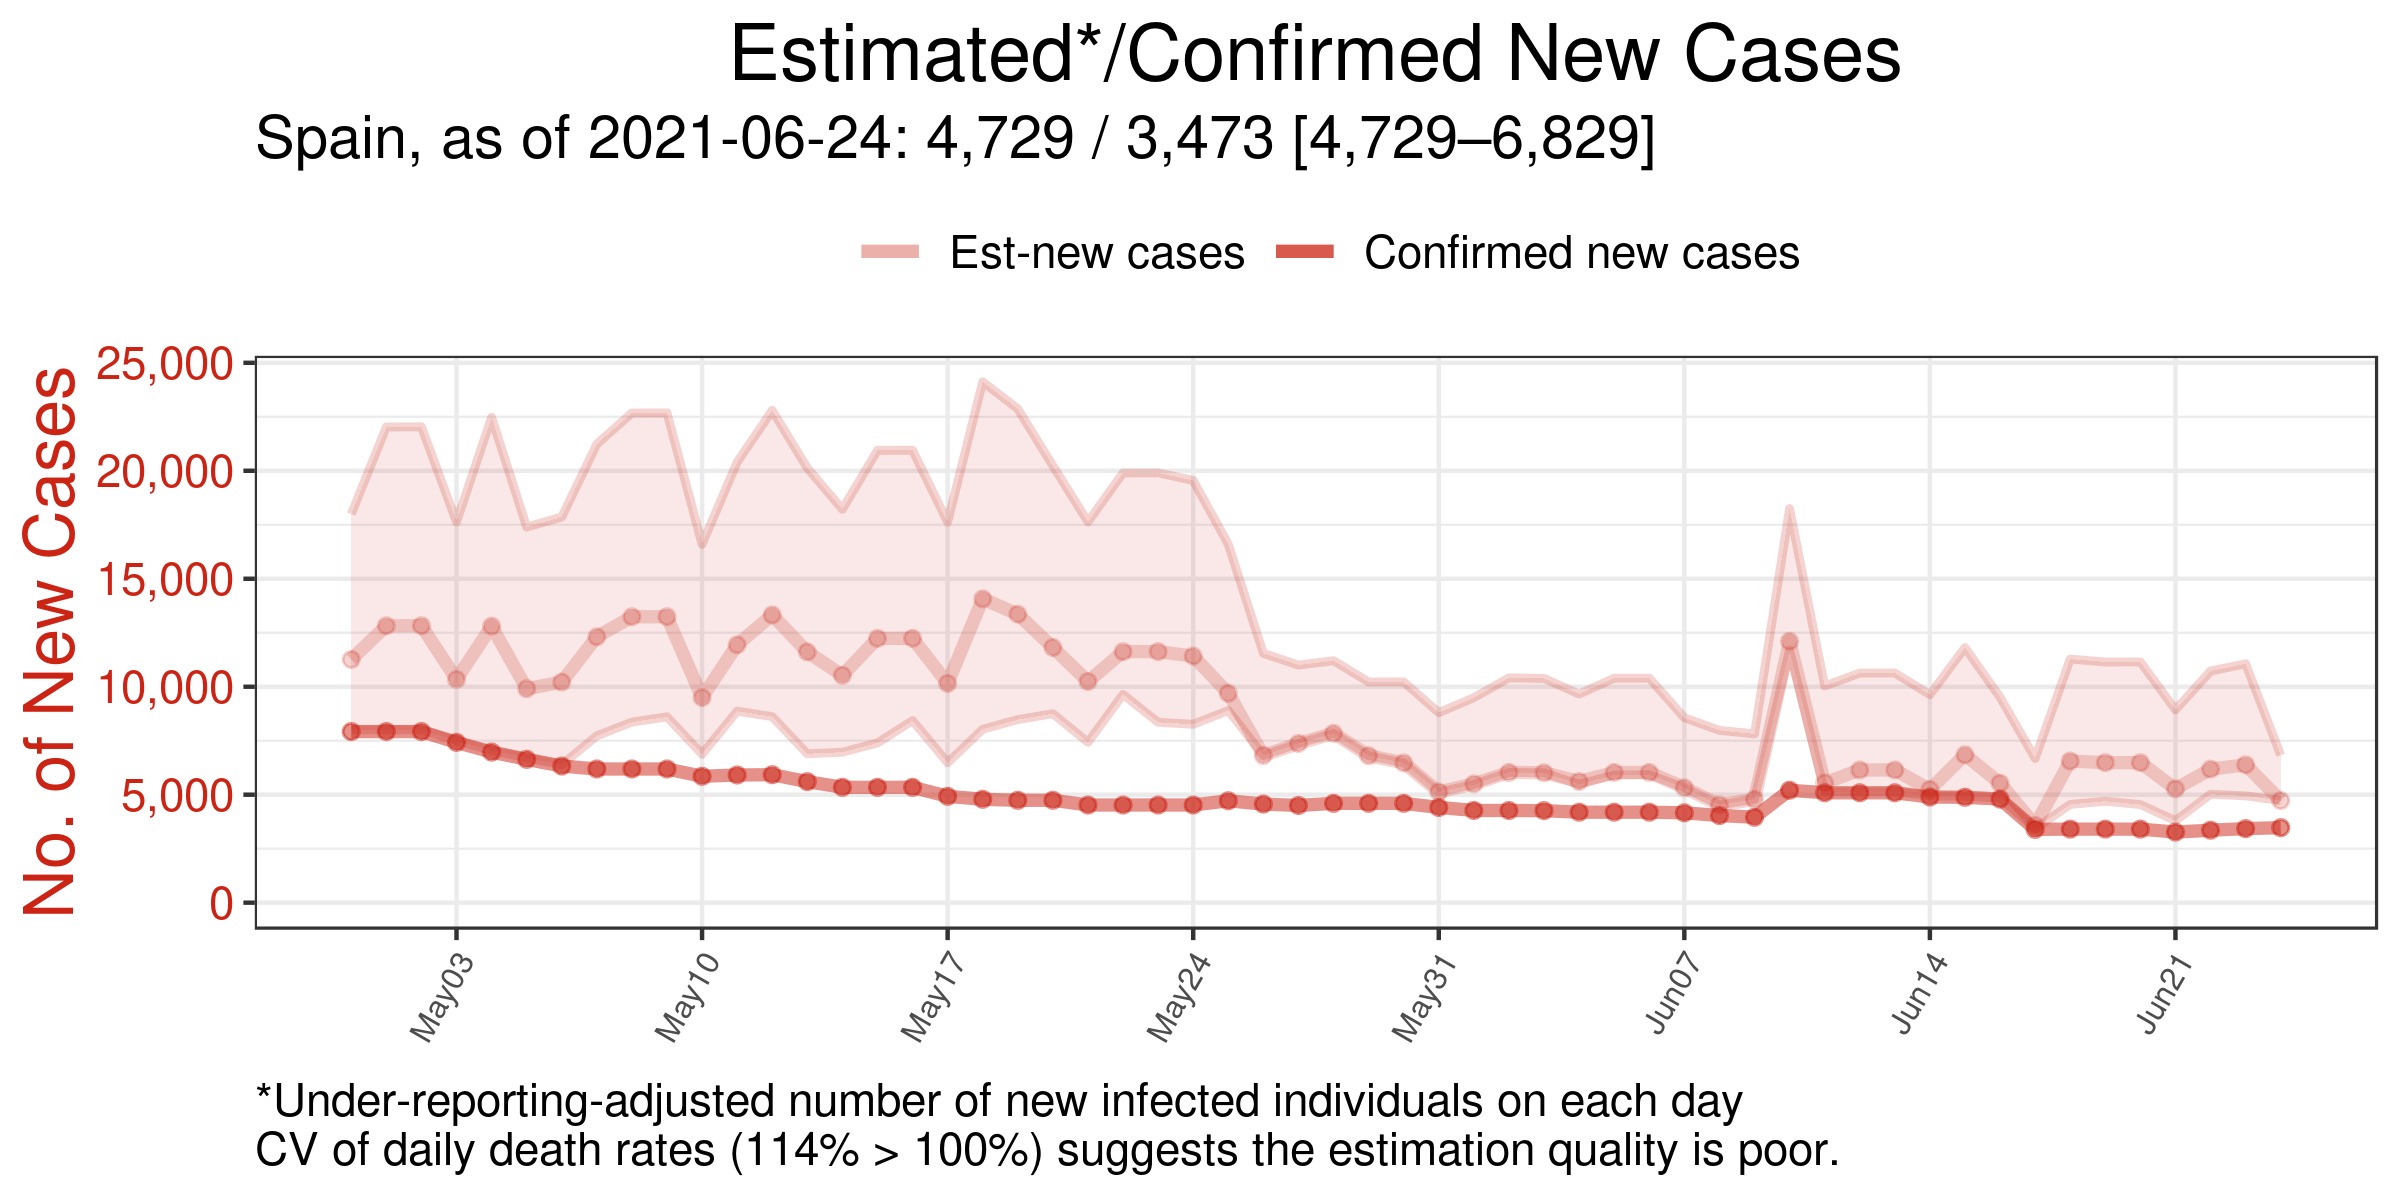 Estimated*/Confirmed New Cases
Spain, as of 2021-06-24: 4,729 / 3,473 [4,729–6,829]
Est-new cases Confirmed new cases
No. of New Cases
25,000
20,000
15,000
10,000
5,000
0
May03 May10 May17 May24 May31 Jun07 Jun14 Jun21
*Under-reporting-adjusted number of new infected individuals on each day
CV of daily death rates (114% > 100%) suggests the estimation quality is poor.